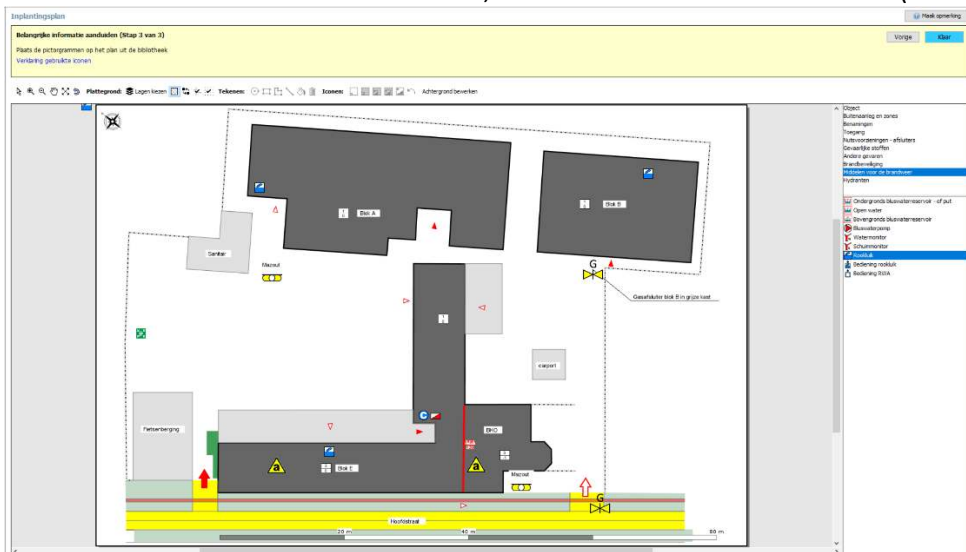 Inplantingsplan
Maak opmerking
Belangrijke informatie aanduiden (Stap 3 van 3)
Vorige
Klaar
Plaats de pictogrammen op het plan uit de bibliotheek
Verklaring gebruikte iconen
Plattegrond:
Lagen kiezen
Tekenen:
Iconen:
Achtergrond bewerken
Object
Buitenaanleg en zones
Benamingen
Toegang
Nutsvoorzieningen - afsluiters
Gevaarlijke stoffen
Andere gevaren
Brandbeveiliging
Middelen voor de brandweer
Hydranten
Ondergronds bluswaterreservoir - of put
Open water
Bovengronds bluswaterreservoir
Bluswaterpomp
Watermonitor
Schuimmonitor
Rookluik
Bediening rookluik
Bediening RWA
Blok A
Blok B
Sanitair
Mazout
G
Gasafsluiter blok B in grijze kast
carport
Fietsenberging
C
BHO
a
Blok E
a
Mazout
G
Hoofdstraat
20 m
40 m
80 m